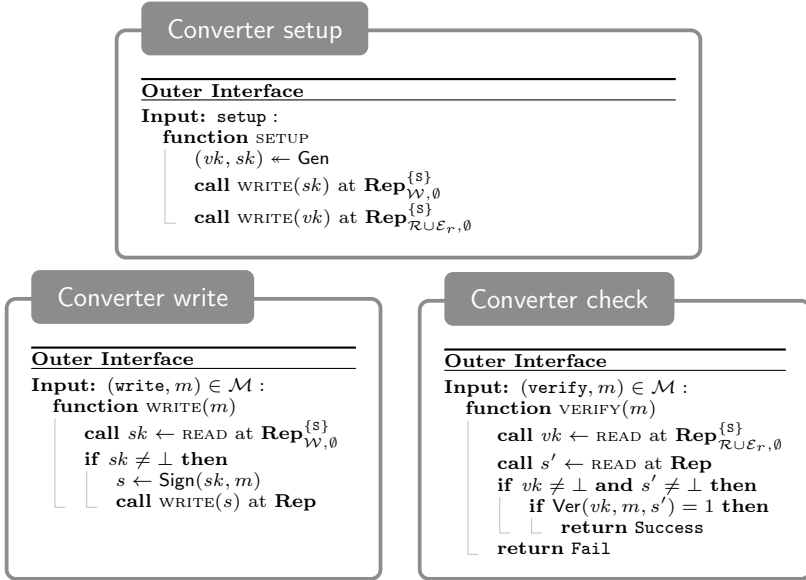 Converter setup
Outer Interface
Input: setup :
function SETUP
(vk, sk) ↞ Gen
call WRITE(sk) at Rep^{{S}}_{𝒲,∅}
call WRITE(vk) at Rep^{{S}}_{ℛ∪ℰ_r,∅}
Converter write
Outer Interface
Input: (write, m) ∈ ℳ :
function WRITE(m)
call sk ← READ at Rep^{{S}}_{𝒲,∅}
if sk ≠ ⊥ then
s ← Sign(sk, m)
call WRITE(s) at Rep
Converter check
Outer Interface
Input: (verify, m) ∈ ℳ :
function VERIFY(m)
call vk ← READ at Rep^{{S}}_{ℛ∪ℰ_r,∅}
call s′ ← READ at Rep
if vk ≠ ⊥ and s′ ≠ ⊥ then
if Ver(vk, m, s′) = 1 then
return Success
return Fail